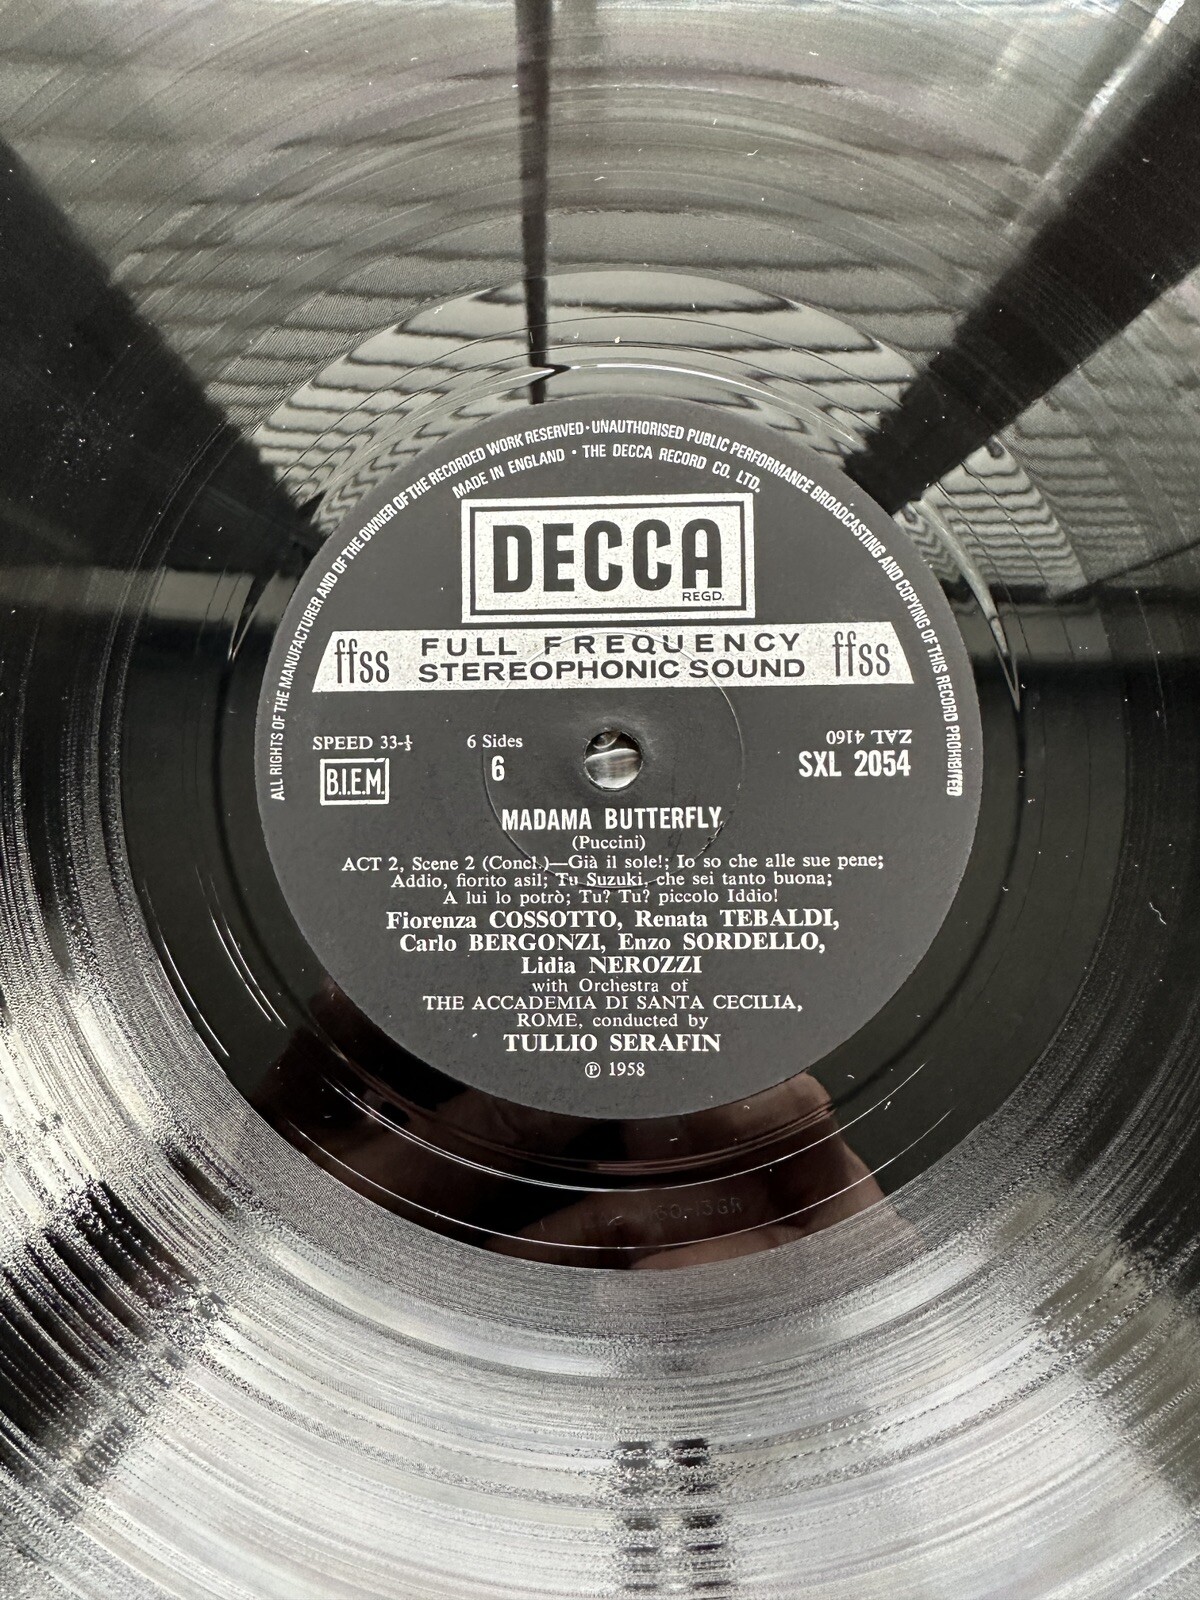 ALL RIGHTS OF THE MANUFACTURER AND OF THE OWNER OF THE RECORDED WORK RESERVED · UNAUTHORISED PUBLIC PERFORMANCE BROADCASTING AND COPYING OF THIS RECORD PROHIBITED
MADE IN ENGLAND · THE DECCA RECORD CO. LTD.
DECCA
REGD.
ffss FULL FREQUENCY ffss
STEREOPHONIC SOUND
SPEED 33-⅓ 6 Sides ZAL 4160
B.I.E.M. 6 SXL 2054
MADAMA BUTTERFLY
(Puccini)
ACT 2, Scene 2 (Concl.)—Già il sole!; Io so che alle sue pene;
Addio, fiorito asil; Tu Suzuki, che sei tanto buona;
A lui lo potrò; Tu? Tu? piccolo Iddio!
Fiorenza COSSOTTO, Renata TEBALDI,
Carlo BERGONZI, Enzo SORDELLO,
Lidia NEROZZI
with Orchestra of
THE ACCADEMIA DI SANTA CECILIA,
ROME, conducted by
TULLIO SERAFIN
℗ 1958